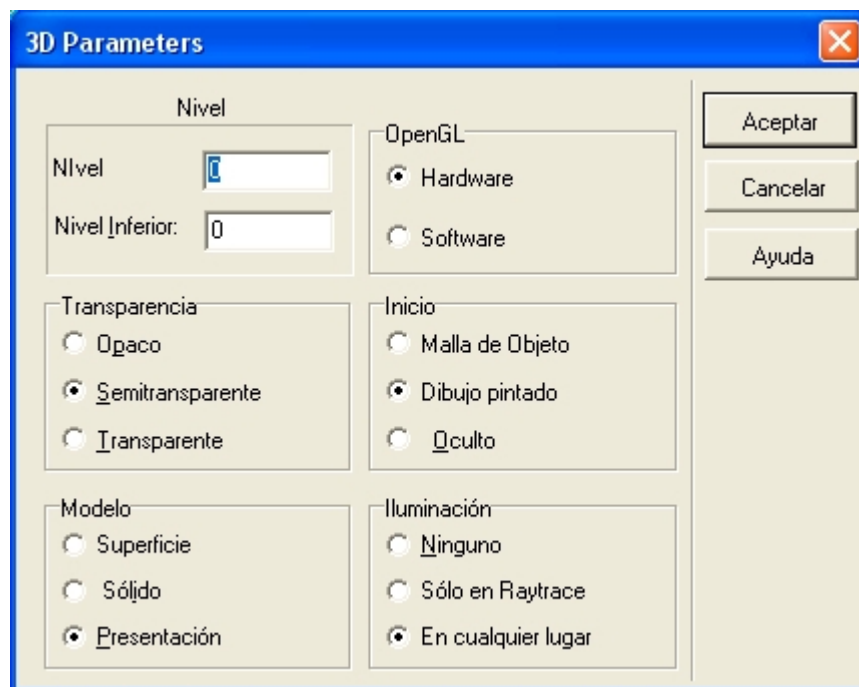 3D Parameters
Nivel
NIvel
0
Nivel Inferior:
0
OpenGL
Hardware
Software
Aceptar
Cancelar
Ayuda
Transparencia
Opaco
Semitransparente
Transparente
Inicio
Malla de Objeto
Dibujo pintado
Oculto
Modelo
Superficie
Sólido
Presentación
Iluminación
Ninguno
Sólo en Raytrace
En cualquier lugar